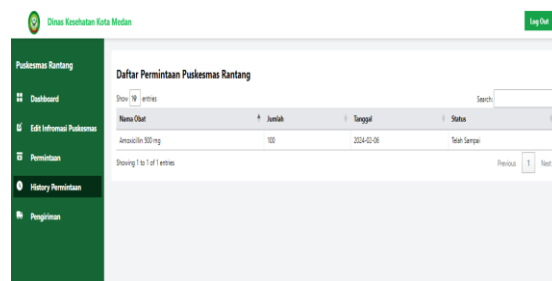 Dinas Kesehatan Kota Medan
Log Out
Puskesmas Rantang
Dashboard
Edit Infromasi Puskesmas
Permintaan
History Permintaan
Pengiriman
Daftar Permintaan Puskesmas Rantang
Show 10 entries
Search:
Nama Obat Jumlah Tanggal Status
Amoxicillin 500 mg 100 2024-02-06 Telah Sampai
Showing 1 to 1 of 1 entries
Previous 1 Next